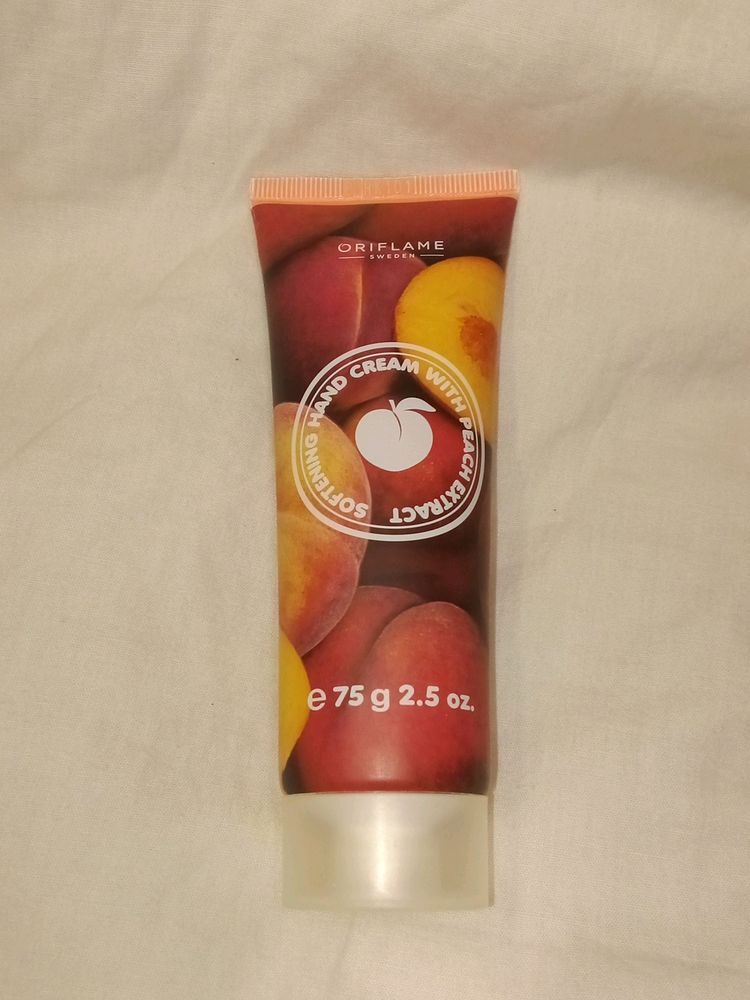 ORIFLAME
SWEDEN
SOFTENING HAND CREAM WITH PEACH EXTRACT
e 75 g 2.5 oz.